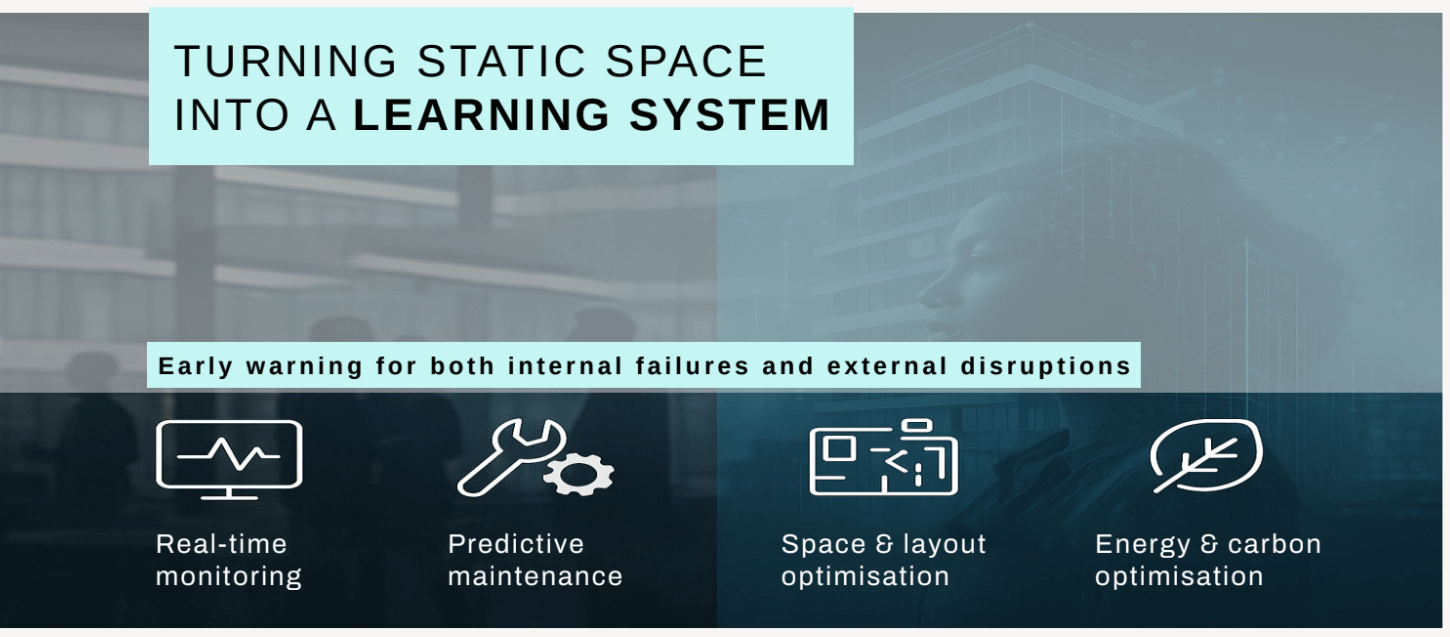 TURNING STATIC SPACE
INTO A LEARNING SYSTEM
Early warning for both internal failures and external disruptions
Real-time
monitoring
Predictive
maintenance
Space & layout
optimisation
Energy & carbon
optimisation